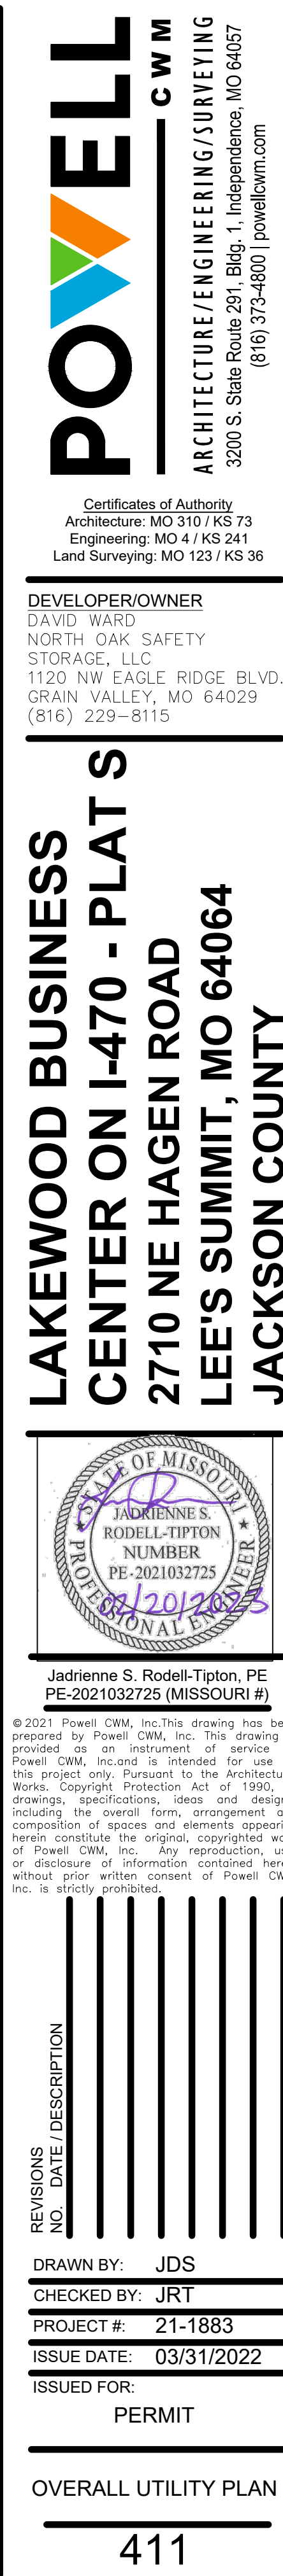 POWELL
CWM
ARCHITECTURE/ENGINEERING/SURVEYING
3200 S. State Route 291, Bldg. 1, Independence, MO 64057
(816) 373-4800 | powellcwm.com
Certificates of Authority
Architecture: MO 310 / KS 73
Engineering: MO 4 / KS 241
Land Surveying: MO 123 / KS 36
DEVELOPER/OWNER
DAVID WARD
NORTH OAK SAFETY
STORAGE, LLC
1120 NW EAGLE RIDGE BLVD.
GRAIN VALLEY, MO 64029
(816) 229-8115
LAKEWOOD BUSINESS
CENTER ON I-470 - PLAT S
2710 NE HAGEN ROAD
LEE'S SUMMIT, MO 64064
JACKSON COUNTY
STATE OF MISSOURI
JADRIENNE S.
RODELL-TIPTON
NUMBER
PE-2021032725
02/20/2023
PROFESSIONAL ENGINEER
Jadrienne S. Rodell-Tipton, PE
PE-2021032725 (MISSOURI #)
© 2021 Powell CWM, Inc.This drawing has be
prepared by Powell CWM, Inc. This drawing
provided as an instrument of service
Powell CWM, Inc.and is intended for use
this project only. Pursuant to the Architectu
Works. Copyright Protection Act of 1990,
drawings, specifications, ideas and design
including the overall form, arrangement a
composition of spaces and elements appeari
herein constitute the original, copyrighted wo
of Powell CWM, Inc. Any reproduction, us
or disclosure of information contained here
without prior written consent of Powell CW
Inc. is strictly prohibited.
REVISIONS
NO. DATE / DESCRIPTION
DRAWN BY: JDS
CHECKED BY: JRT
PROJECT #: 21-1883
ISSUE DATE: 03/31/2022
ISSUED FOR:
PERMIT
OVERALL UTILITY PLAN
411